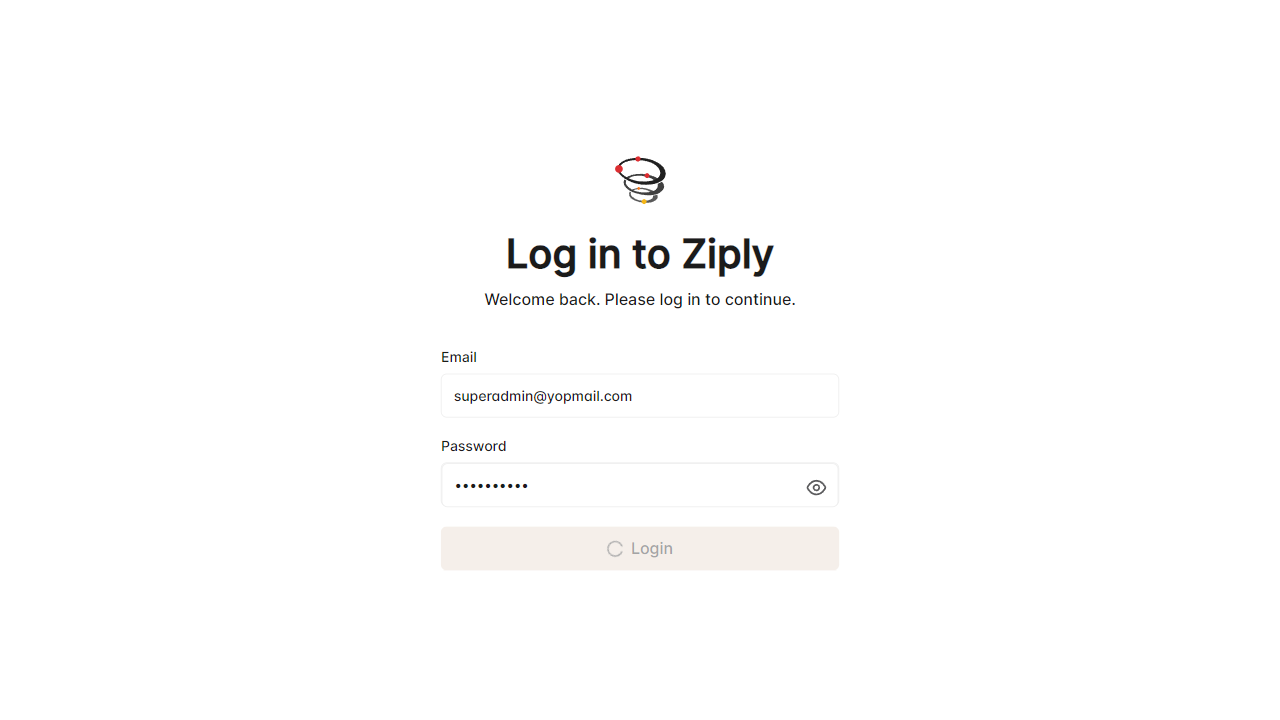 Log in to Ziply
Welcome back. Please log in to continue.
Email
superadmin@yopmail.com
Password
••••••••••
Login